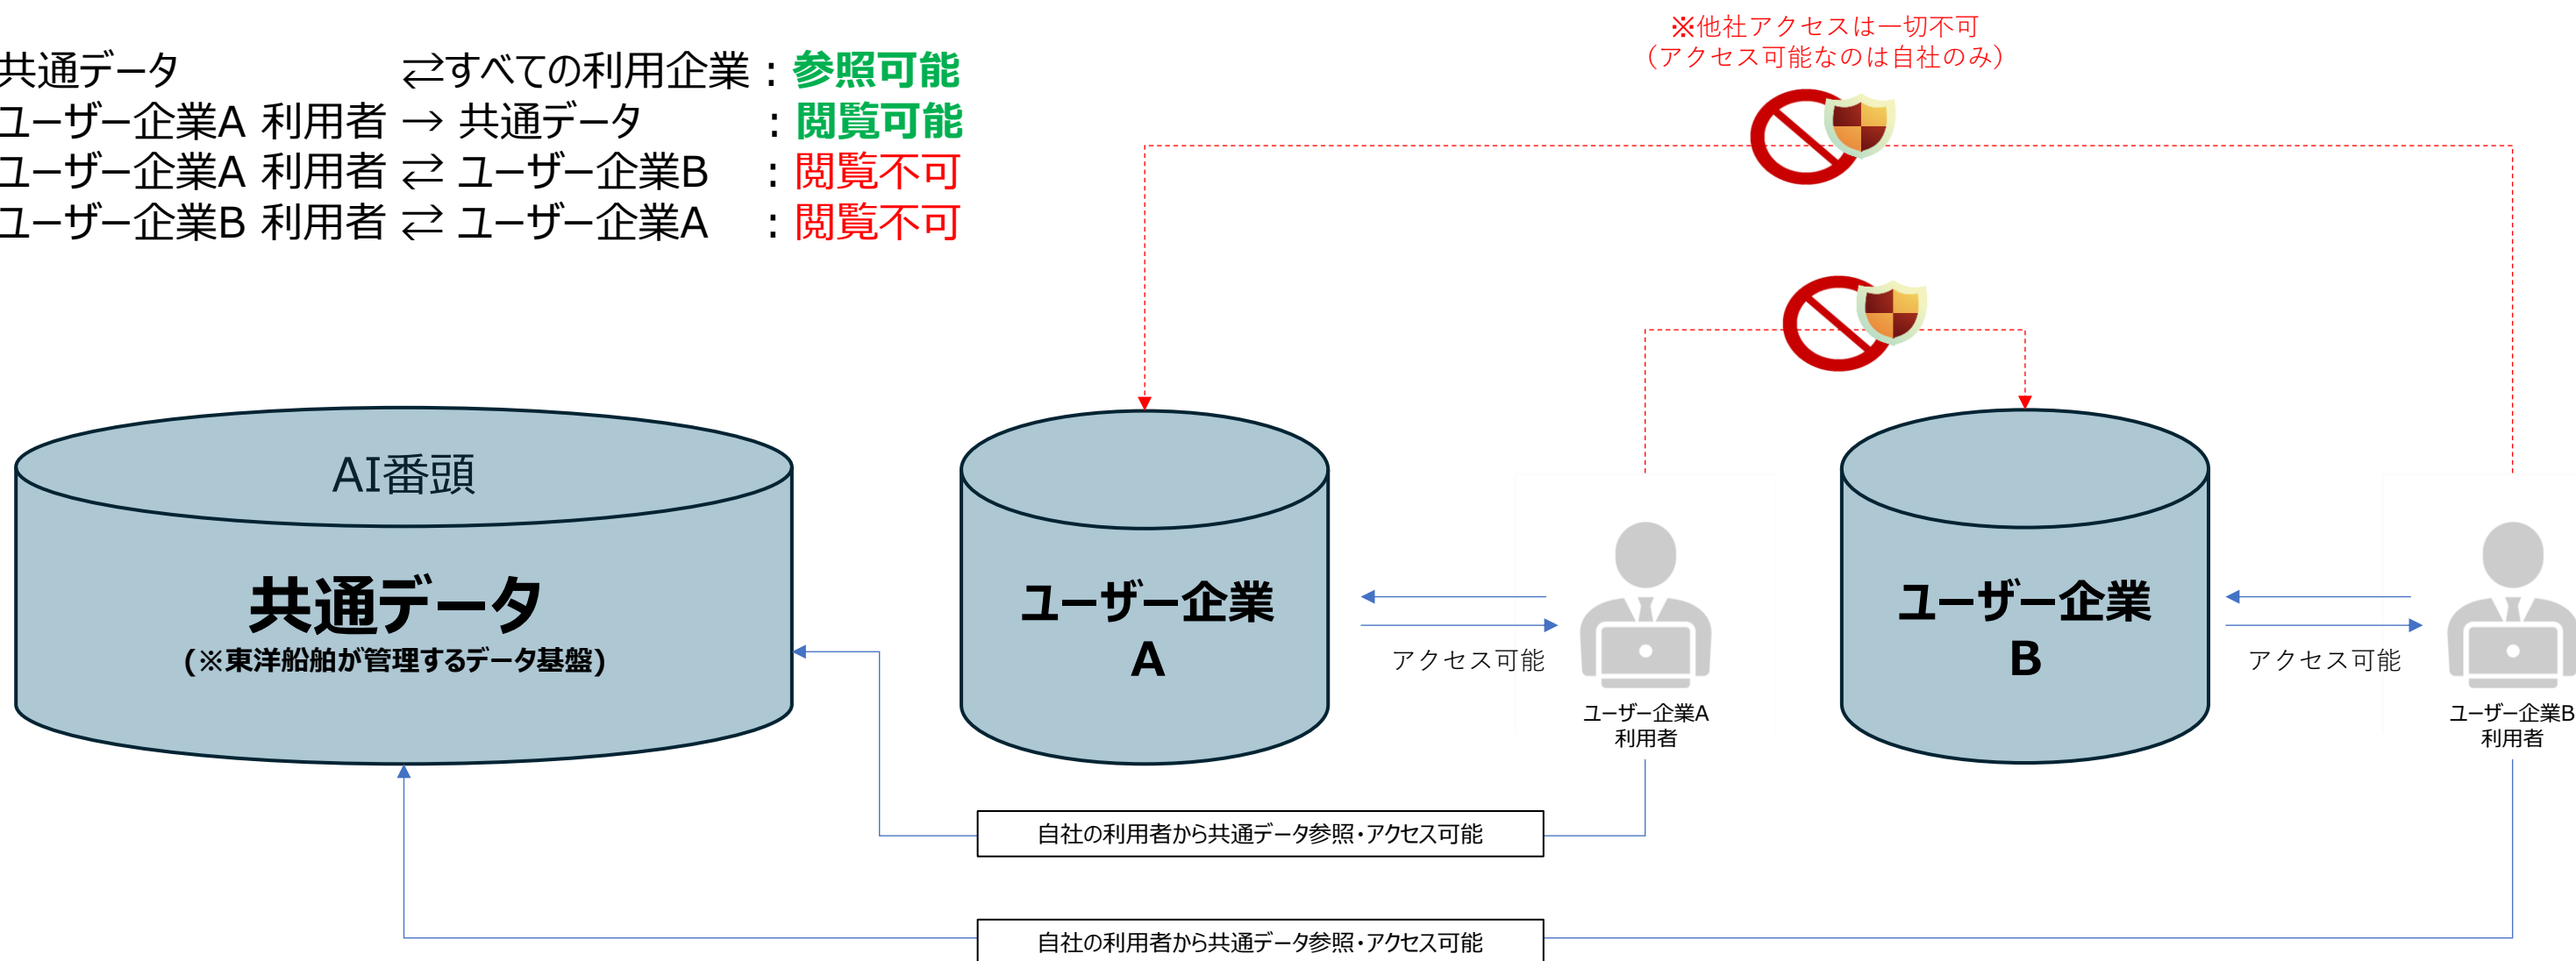 ※他社アクセスは一切不可
（アクセス可能なのは自社のみ）
共通データ ⇄すべての利用企業：参照可能
ユーザー企業A 利用者 → 共通データ ：閲覧可能
ユーザー企業A 利用者 ⇄ ユーザー企業B ：閲覧不可
ユーザー企業B 利用者 ⇄ ユーザー企業A ：閲覧不可
AI番頭
共通データ
(※東洋船舶が管理するデータ基盤)
ユーザー企業
A
アクセス可能
ユーザー企業A
利用者
ユーザー企業
B
アクセス可能
ユーザー企業B
利用者
自社の利用者から共通データ参照・アクセス可能
自社の利用者から共通データ参照・アクセス可能